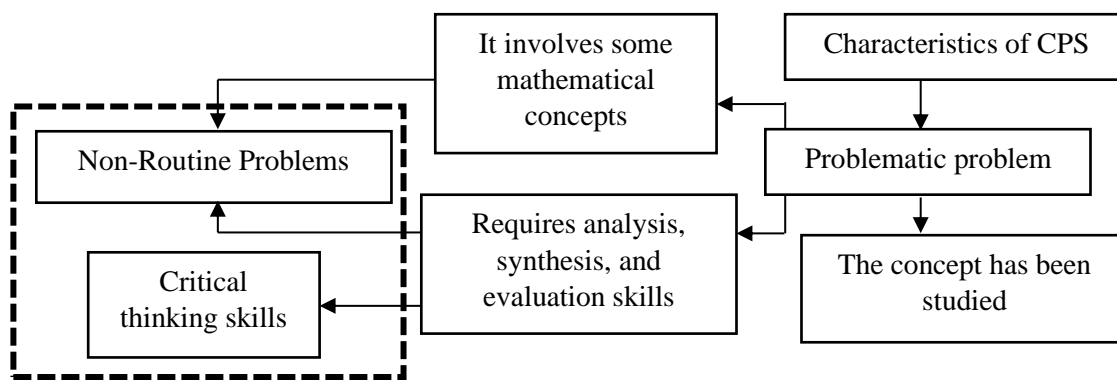 It involves some
mathematical
concepts
Characteristics of CPS
Non-Routine Problems
Problematic problem
Requires analysis,
synthesis, and
evaluation skills
Critical
thinking skills
The concept has been
studied